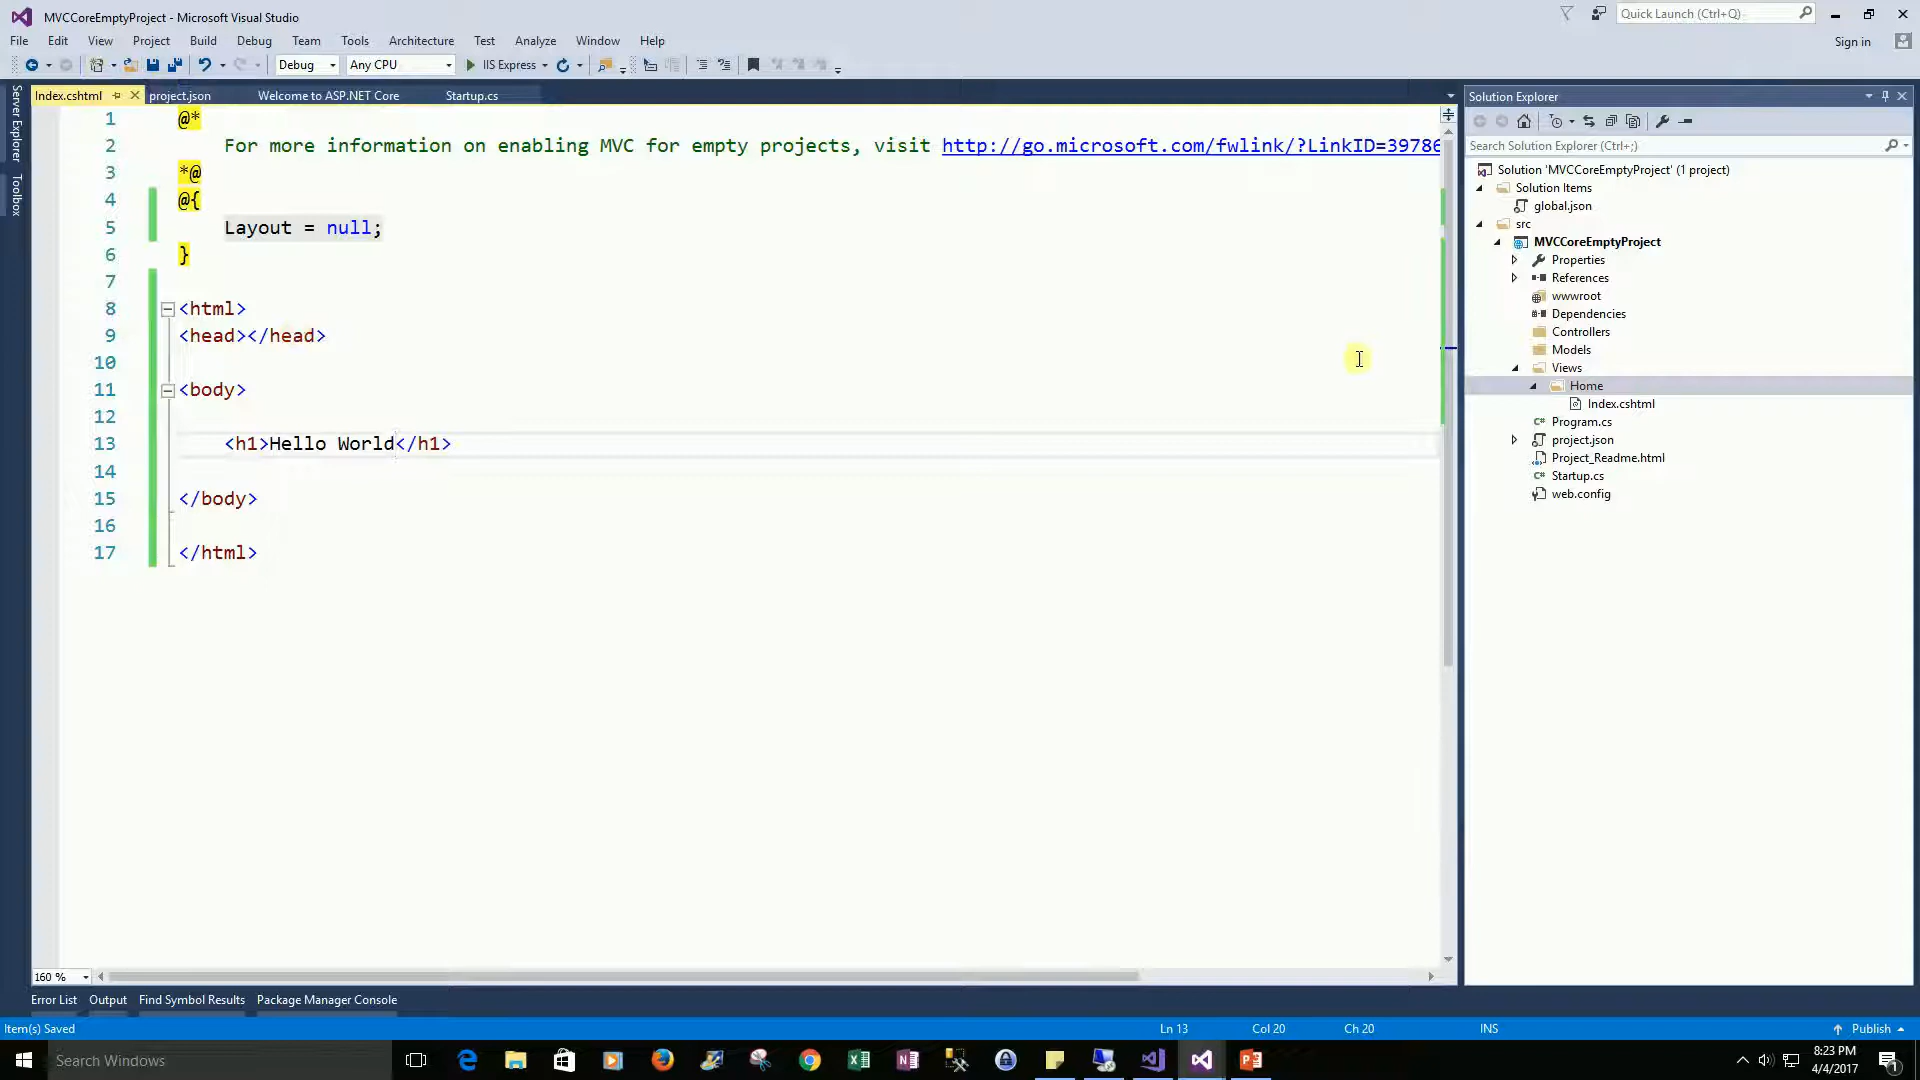 MVCCoreEmptyProject - Microsoft Visual Studio
Quick Launch (Ctrl+Q)
File Edit View Project Build Debug Team Tools Architecture Test Analyze Window Help
Sign in
Debug Any CPU IIS Express
Index.cshtml project.json Welcome to ASP.NET Core Startup.cs
Server Explorer
Toolbox
1 @*
2 For more information on enabling MVC for empty projects, visit http://go.microsoft.com/fwlink/?LinkID=39786
3 *@
4 @{
5 Layout = null;
6 }
7
8 <html>
9 <head></head>
10
11 <body>
12
13 <h1>Hello World</h1>
14
15 </body>
16
17 </html>
160 %
Solution Explorer
Search Solution Explorer (Ctrl+;)
Solution 'MVCCoreEmptyProject' (1 project)
Solution Items
global.json
src
MVCCoreEmptyProject
Properties
References
wwwroot
Dependencies
Controllers
Models
Views
Home
Index.cshtml
Program.cs
project.json
Project_Readme.html
Startup.cs
web.config
Error List Output Find Symbol Results Package Manager Console
Item(s) Saved Ln 13 Col 20 Ch 20 INS Publish
Search Windows
8:23 PM
4/4/2017